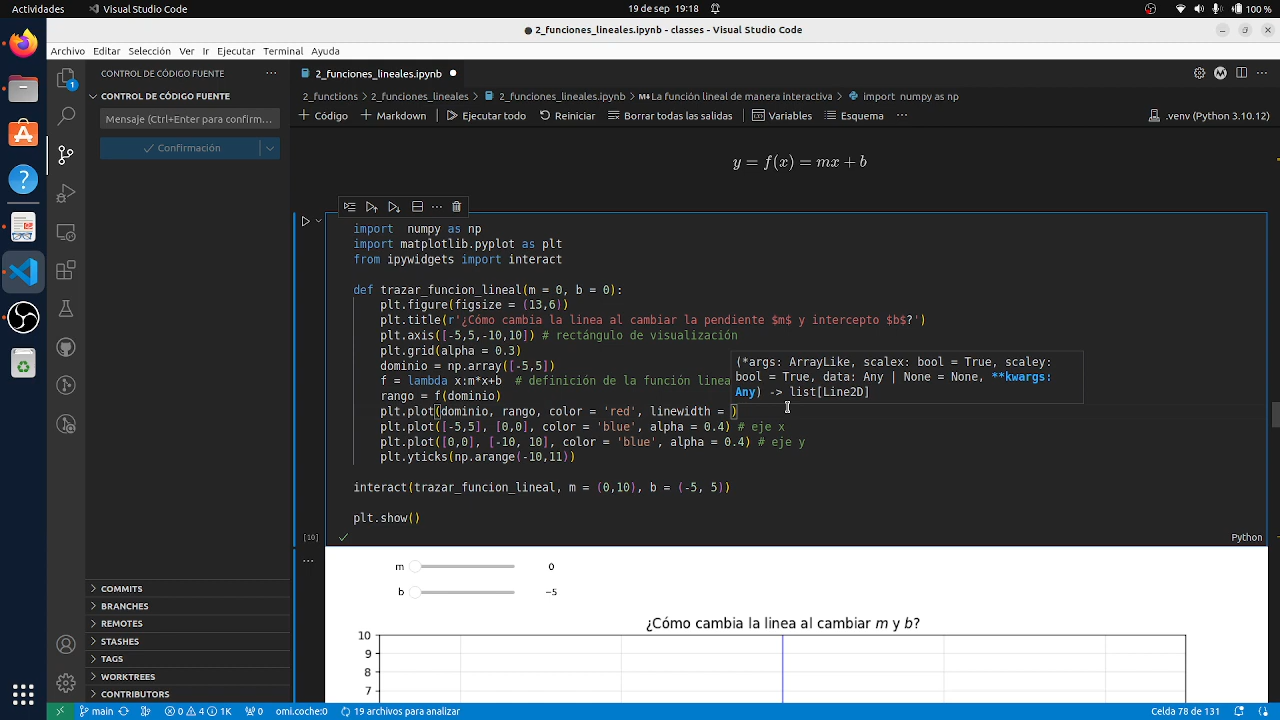 Actividades
Visual Studio Code
19 de sep 19:18
100 %
2_funciones_lineales.ipynb - classes - Visual Studio Code
Archivo Editar Selección Ver Ir Ejecutar Terminal Ayuda
CONTROL DE CÓDIGO FUENTE
2_funciones_lineales.ipynb
CONTROL DE CÓDIGO FUENTE
2_functions > 2_funciones_lineales > 2_funciones_lineales.ipynb > M↓La función lineal de manera interactiva > import numpy as np
Mensaje (Ctrl+Enter para confirm...
Confirmación
1
+ Código + Markdown Ejecutar todo Reiniciar Borrar todas las salidas Variables Esquema ...
.venv (Python 3.10.12)
y = f(x) = mx + b
import  numpy as np
import matplotlib.pyplot as plt
from ipywidgets import interact
def trazar_funcion_lineal(m = 0, b = 0):
plt.figure(figsize = (13,6))
plt.title(r'¿Cómo cambia la linea al cambiar la pendiente $m$ y intercepto $b$?')
plt.axis([-5,5,-10,10]) # rectángulo de visualización
plt.grid(alpha = 0.3)
dominio = np.array([-5,5])
f = lambda x:m*x+b  # definición de la función linea
rango = f(dominio)
plt.plot(dominio, rango, color = 'red', linewidth = )
plt.plot([-5,5], [0,0], color = 'blue', alpha = 0.4) # eje x
plt.plot([0,0], [-10, 10], color = 'blue', alpha = 0.4) # eje y
plt.yticks(np.arange(-10,11))
interact(trazar_funcion_lineal, m = (0,10), b = (-5, 5))
plt.show()
(*args: ArrayLike, scalex: bool = True, scaley:
bool = True, data: Any | None = None, **kwargs:
Any) -> list[Line2D]
[10]
Python
m 0
b −5
¿Cómo cambia la linea al cambiar m y b?
10
9
8
7
COMMITS
BRANCHES
REMOTES
STASHES
TAGS
WORKTREES
CONTRIBUTORS
main
0 4 1K
0
omi.coche:0
19 archivos para analizar
Celda 78 de 131